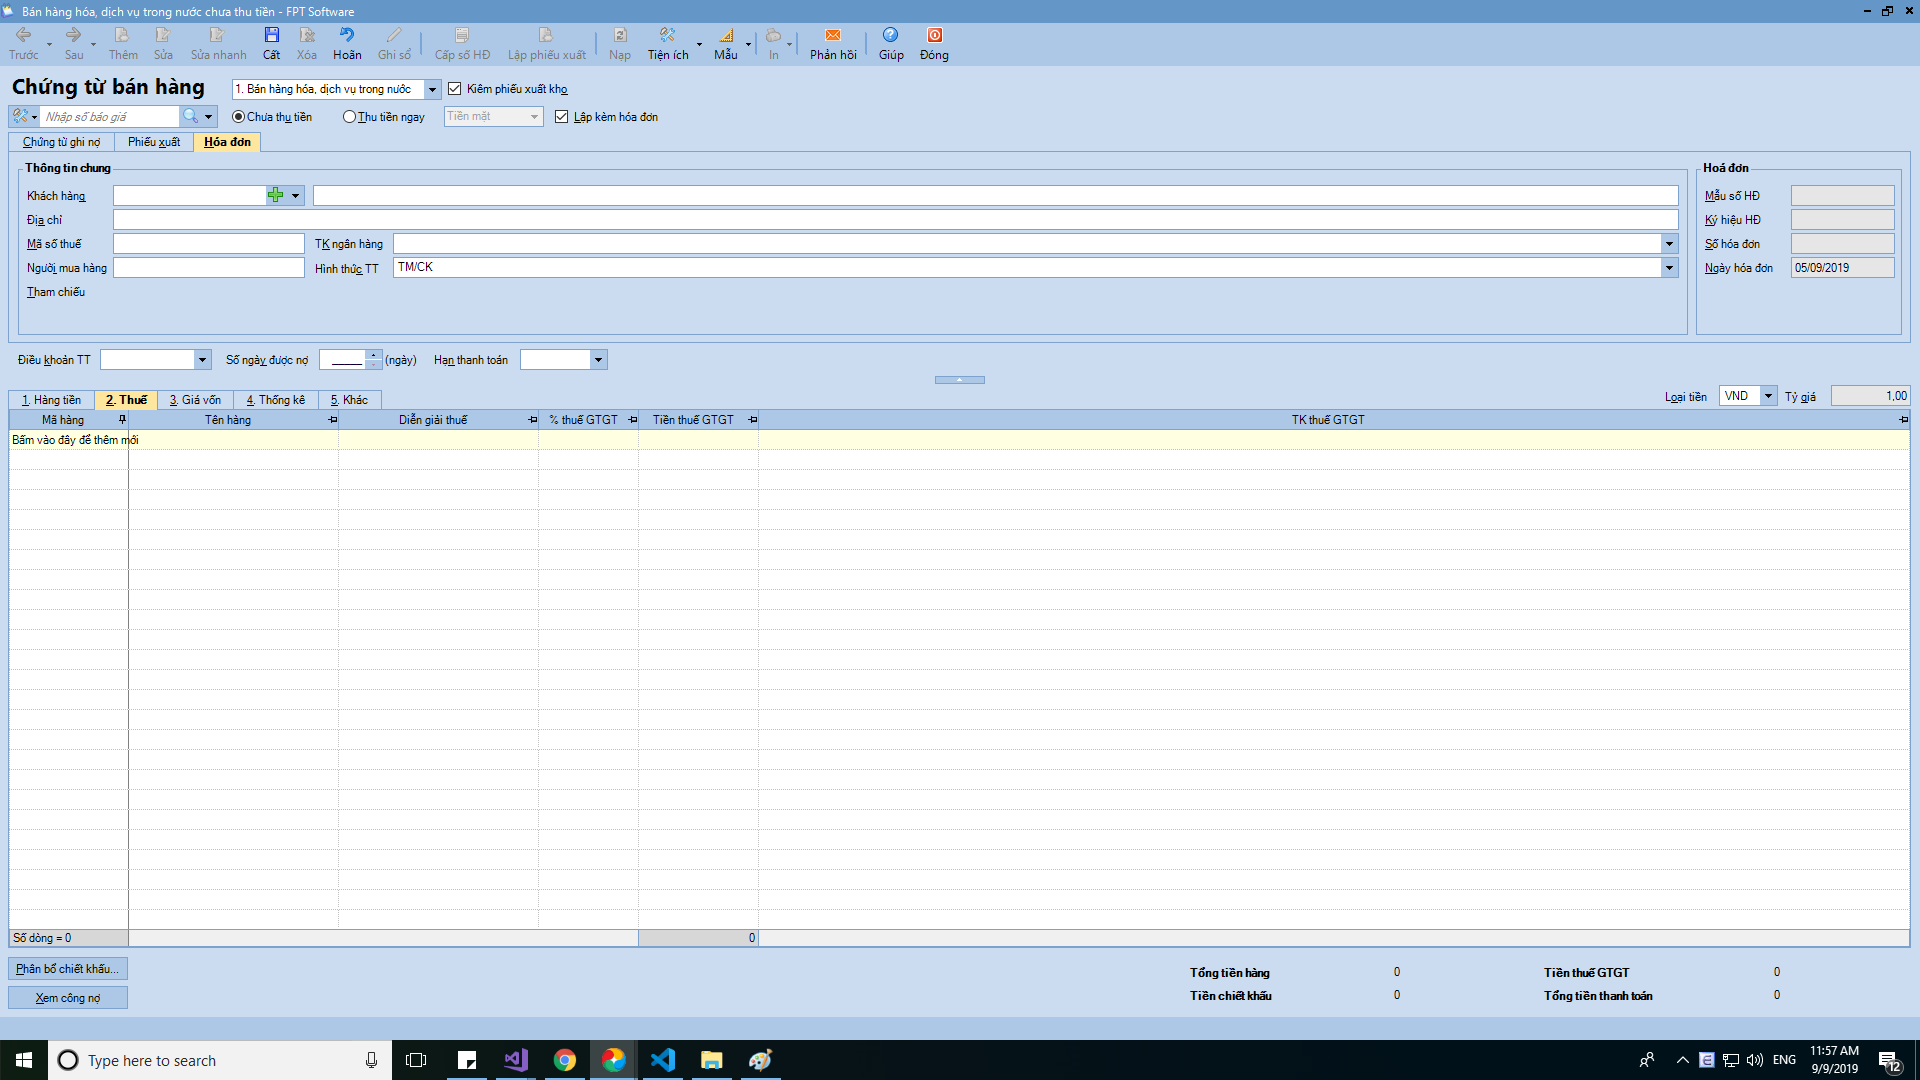 Bán hàng hóa, dịch vụ trong nước chưa thu tiền - FPT Software
Trước Sau Thêm Sửa Sửa nhanh Cất Xóa Hoãn Ghi sổ Cấp số HĐ Lập phiếu xuất Nạp Tiện ích Mẫu In Phản hồi Giúp Đóng
Chứng từ bán hàng 1. Bán hàng hóa, dịch vụ trong nước Kiêm phiếu xuất kho
Nhập số báo giá Chưa thu tiền Thu tiền ngay Tiền mặt Lập kèm hóa đơn
Chứng từ ghi nợ Phiếu xuất Hóa đơn
Thông tin chung Hoá đơn
Khách hàng Mẫu số HĐ
Địa chỉ Ký hiệu HĐ
Mã số thuế TK ngân hàng Số hóa đơn
Người mua hàng Hình thức TT TM/CK Ngày hóa đơn 05/09/2019
Tham chiếu
Điều khoản TT Số ngày được nợ (ngày) Hạn thanh toán
1. Hàng tiền 2. Thuế 3. Giá vốn 4. Thống kê 5. Khác Loại tiền VND Tỷ giá 1,00
Mã hàng Tên hàng Diễn giải thuế % thuế GTGT Tiền thuế GTGT TK thuế GTGT
Bấm vào đây để thêm mới
Số dòng = 0 0
Phân bổ chiết khấu... Tổng tiền hàng 0 Tiền thuế GTGT 0
Xem công nợ Tiền chiết khấu 0 Tổng tiền thanh toán 0
Type here to search ENG 11:57 AM
9/9/2019 12